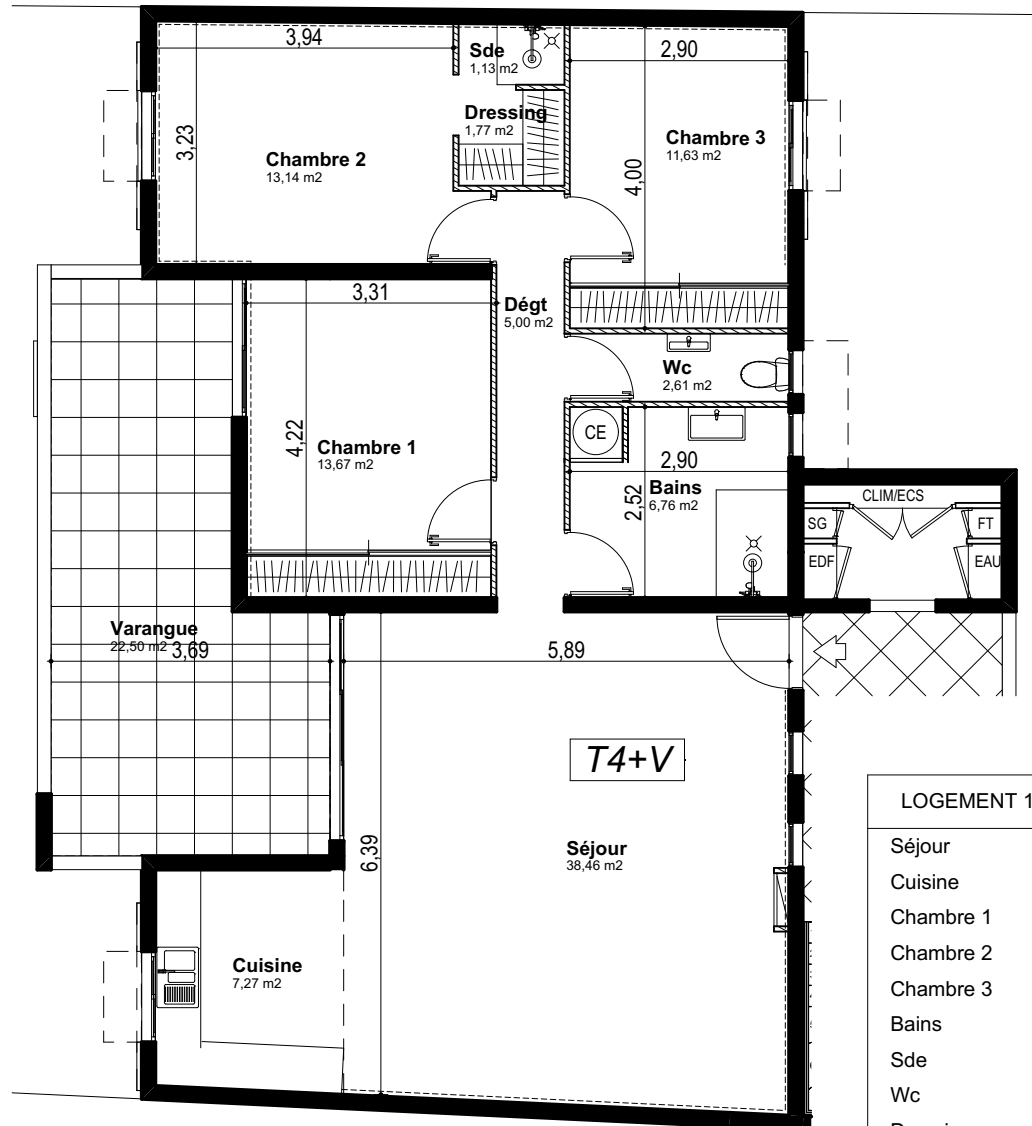 3,94
Sde
1,13 m2
2,90
Dressing
1,77 m2
3,23
Chambre 2
13,14 m2
Chambre 3
11,63 m2
4,00
3,31
Dégt
5,00 m2
Wc
2,61 m2
4,22
Chambre 1
13,67 m2
CE
2,90
Bains
6,76 m2
2,52
CLIM/ECS
SG
FT
EDF
EAU
Varangue
22,50 m2
3,69
5,89
T4+V
6,39
Séjour
38,46 m2
Cuisine
7,27 m2
LOGEMENT 1
Séjour
Cuisine
Chambre 1
Chambre 2
Chambre 3
Bains
Sde
Wc